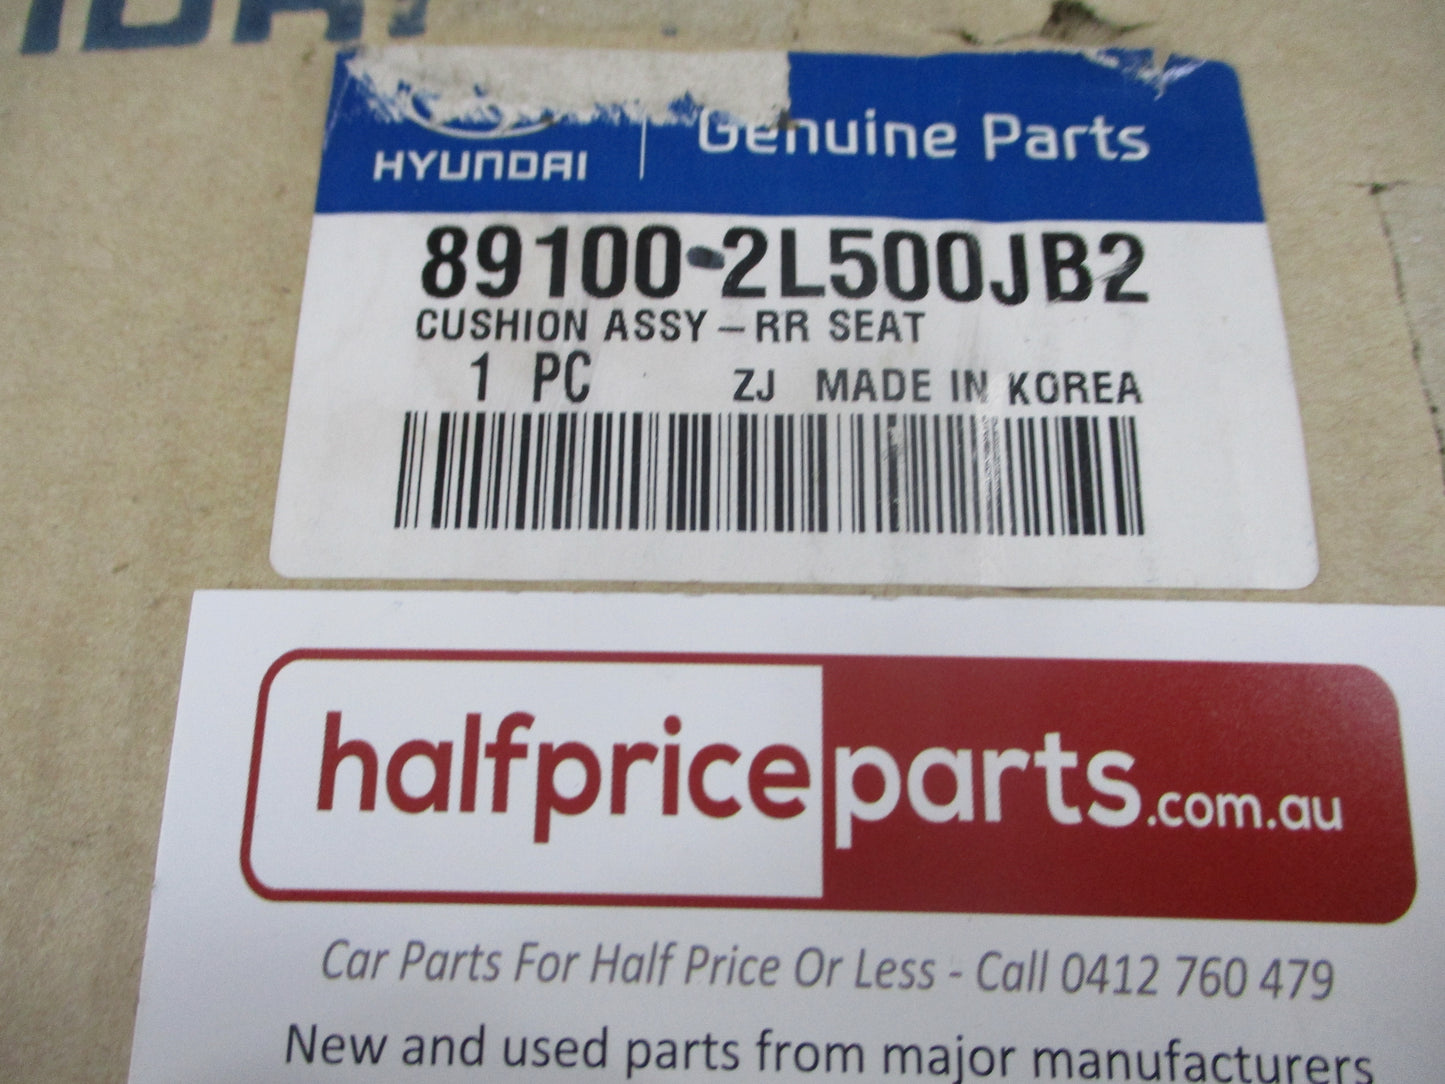 HYUNDAI
Genuine Parts
89100-2L500JB2
CUSHION ASSY-RR SEAT
1 PC ZJ MADE IN KOREA
halfpriceparts.com.au
Car Parts For Half Price Or Less - Call 0412 760 479
New and used parts from major manufacturers